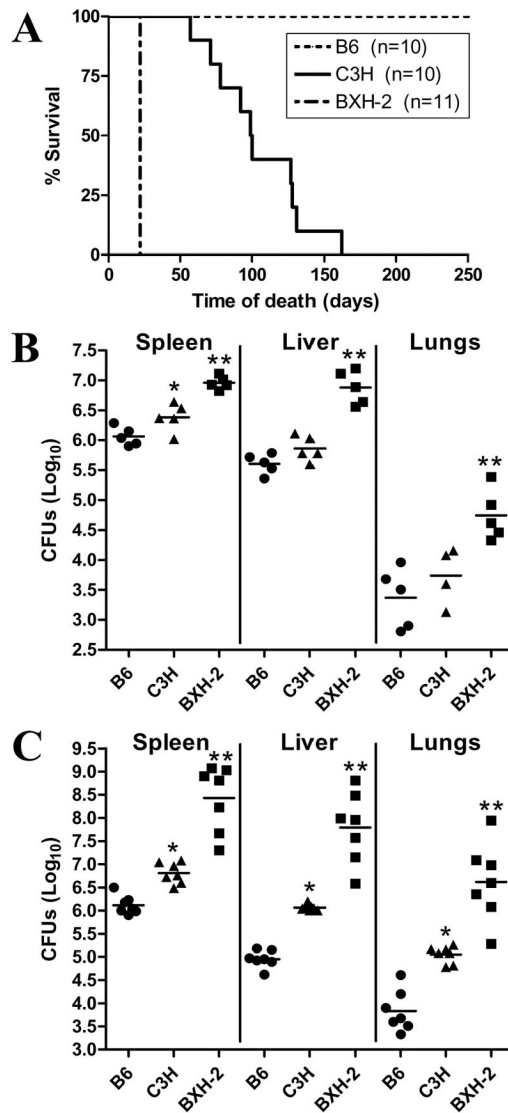 A
B6 (n=10)
C3H (n=10)
BXH-2 (n=11)
% Survival
100
75
50
25
0
0 50 100 150 200 250
Time of death (days)
B
Spleen Liver Lungs
CFUs (Log10)
7.5
7.0
6.5
6.0
5.5
5.0
4.5
4.0
3.5
3.0
2.5
* ** ** **
B6 C3H BXH-2 B6 C3H BXH-2 B6 C3H BXH-2
C
Spleen Liver Lungs
CFUs (Log10)
9.5
9.0
8.5
8.0
7.5
7.0
6.5
6.0
5.5
5.0
4.5
4.0
3.5
3.0
* ** * ** * **
B6 C3H BXH-2 B6 C3H BXH-2 B6 C3H BXH-2